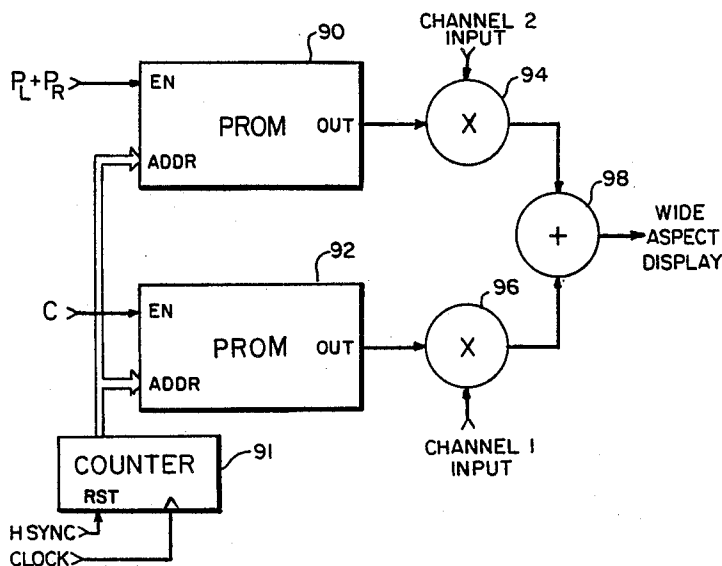 CHANNEL 2
INPUT
90
94
P_L+P_R
EN
PROM
OUT
X
ADDR
98
WIDE
ASPECT
DISPLAY
+
92
96
C
EN
PROM
OUT
X
ADDR
CHANNEL 1
INPUT
COUNTER
91
RST
H SYNC
CLOCK